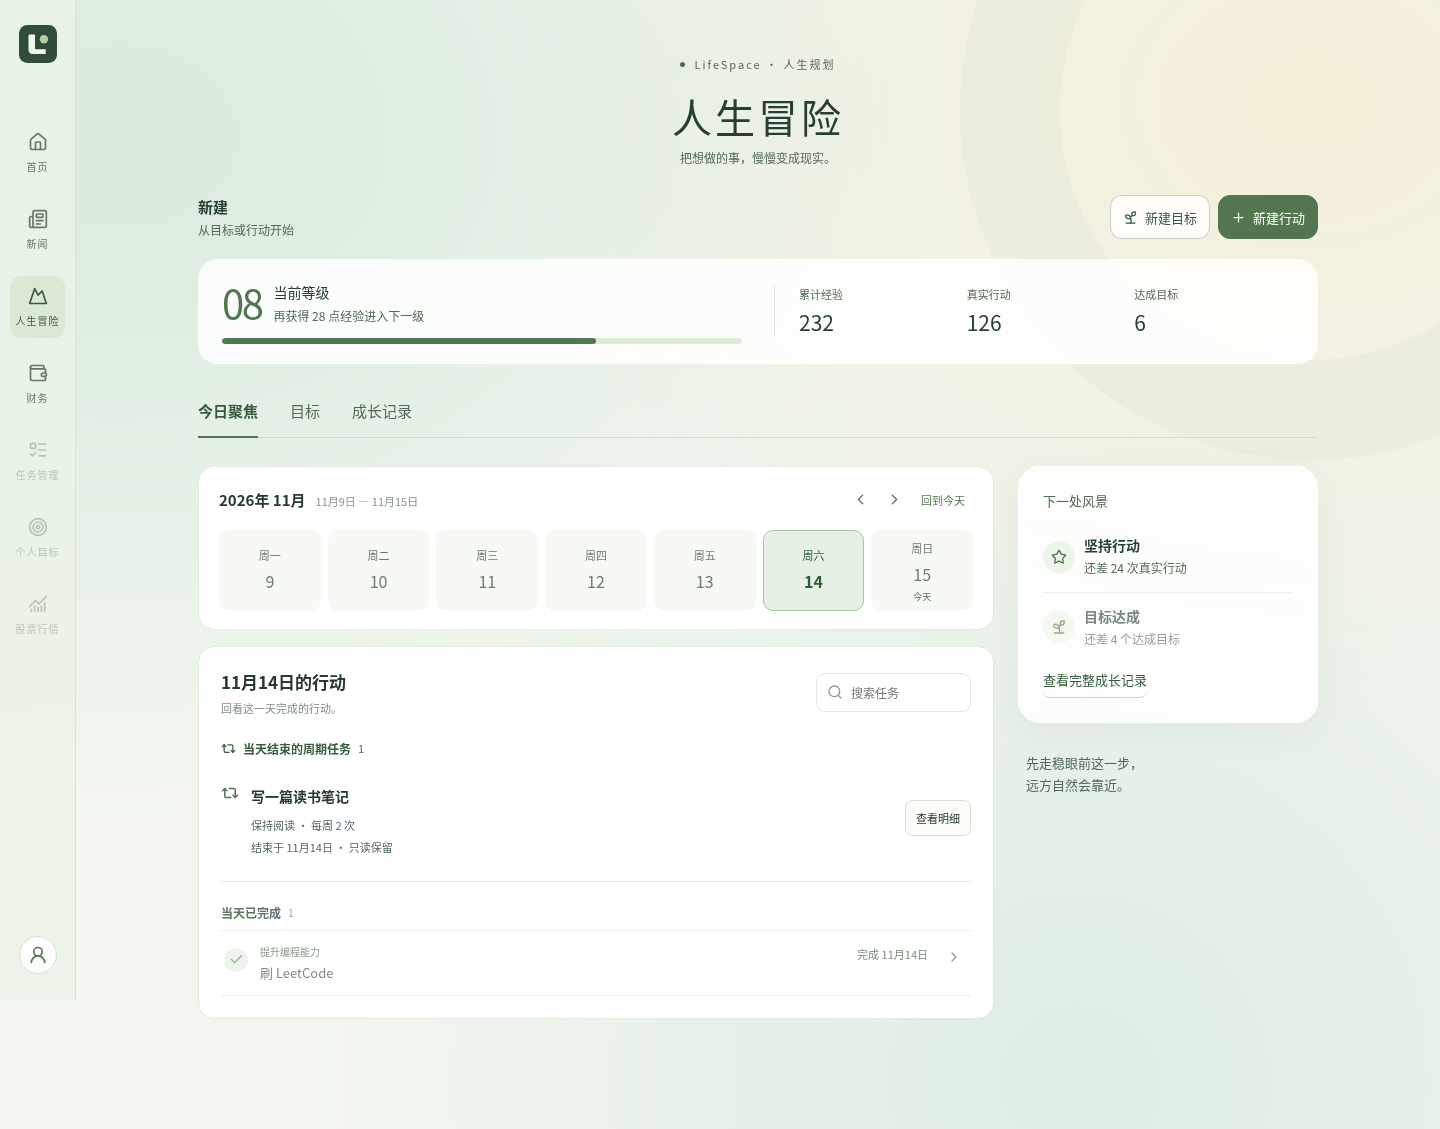 首页
新闻
人生冒险
财务
任务管理
个人目标
股票行情
LifeSpace · 人生规划
人生冒险
把想做的事，慢慢变成现实。
新建
从目标或行动开始
新建目标
新建行动
08
当前等级
再获得 28 点经验进入下一级
累计经验
232
真实行动
126
达成目标
6
今日聚焦
目标
成长记录
2026年 11月
11月9日 — 11月15日
回到今天
周一
9
周二
10
周三
11
周四
12
周五
13
周六
14
周日
15
今天
11月14日的行动
回看这一天完成的行动。
搜索任务
当天结束的周期任务 1
写一篇读书笔记
保持阅读 · 每周 2 次
结束于 11月14日 · 只读保留
查看明细
当天已完成 1
提升编程能力
刷 LeetCode
完成 11月14日
下一处风景
坚持行动
还差 24 次真实行动
目标达成
还差 4 个达成目标
查看完整成长记录
先走稳眼前这一步，
远方自然会靠近。